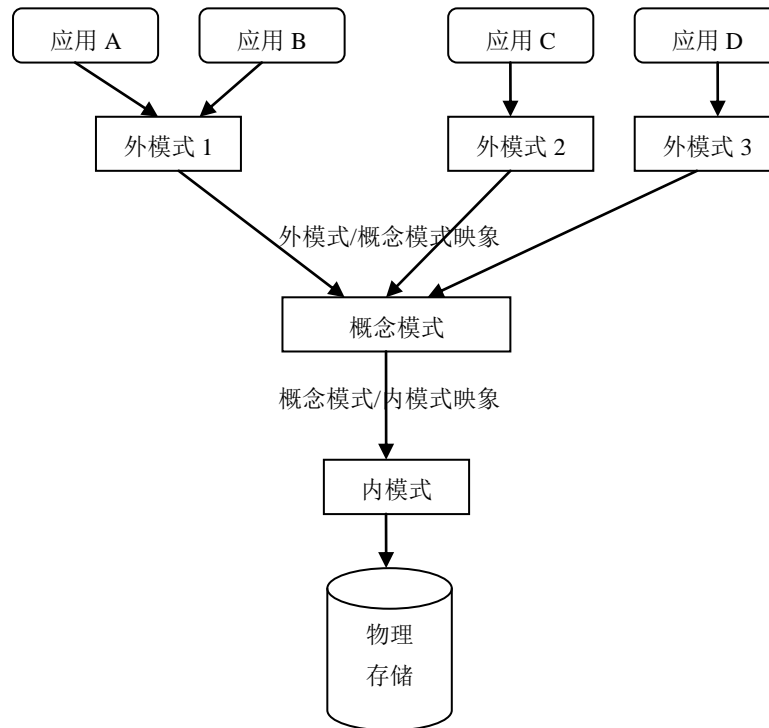 应用 A
应用 B
应用 C
应用 D
外模式 1
外模式 2
外模式 3
外模式/概念模式映象
概念模式
概念模式/内模式映象
内模式
物理
存储